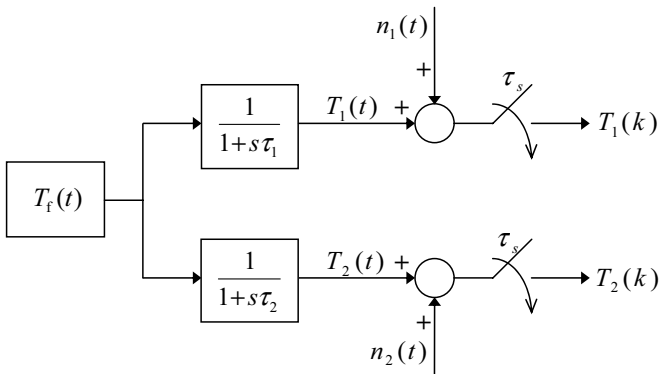 n₁(t)
+
τₛ
1
1+sτ₁
T₁(t)
+
T₁(k)
T_f(t)
1
1+sτ₂
T₂(t)
+
τₛ
T₂(k)
+
n₂(t)